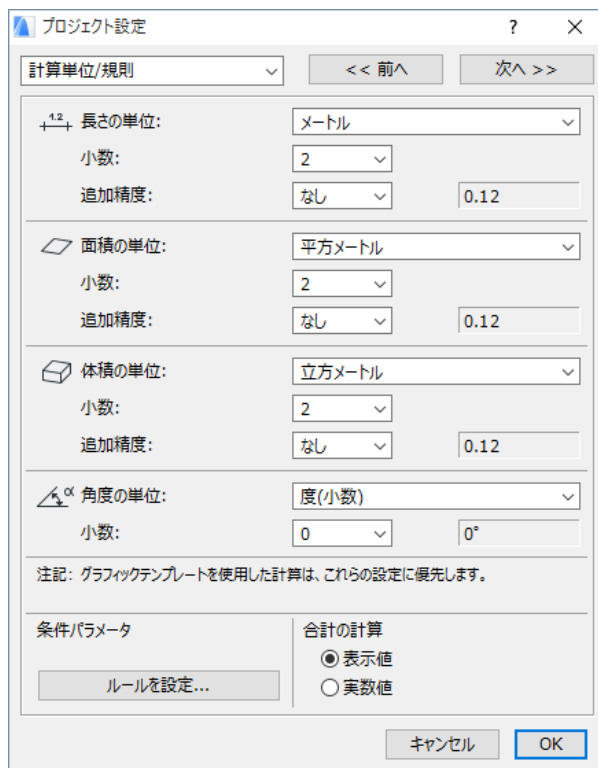 プロジェクト設定 ?
計算単位/規則 << 前へ 次へ >>
1.2 長さの単位: メートル
小数: 2
追加精度: なし 0.12
面積の単位: 平方メートル
小数: 2
追加精度: なし 0.12
体積の単位: 立方メートル
小数: 2
追加精度: なし 0.12
α 角度の単位: 度(小数)
小数: 0 0°
注記: グラフィックテンプレートを使用した計算は、これらの設定に優先します。
条件パラメータ 合計の計算
表示値
ルールを設定... 実数値
キャンセル OK